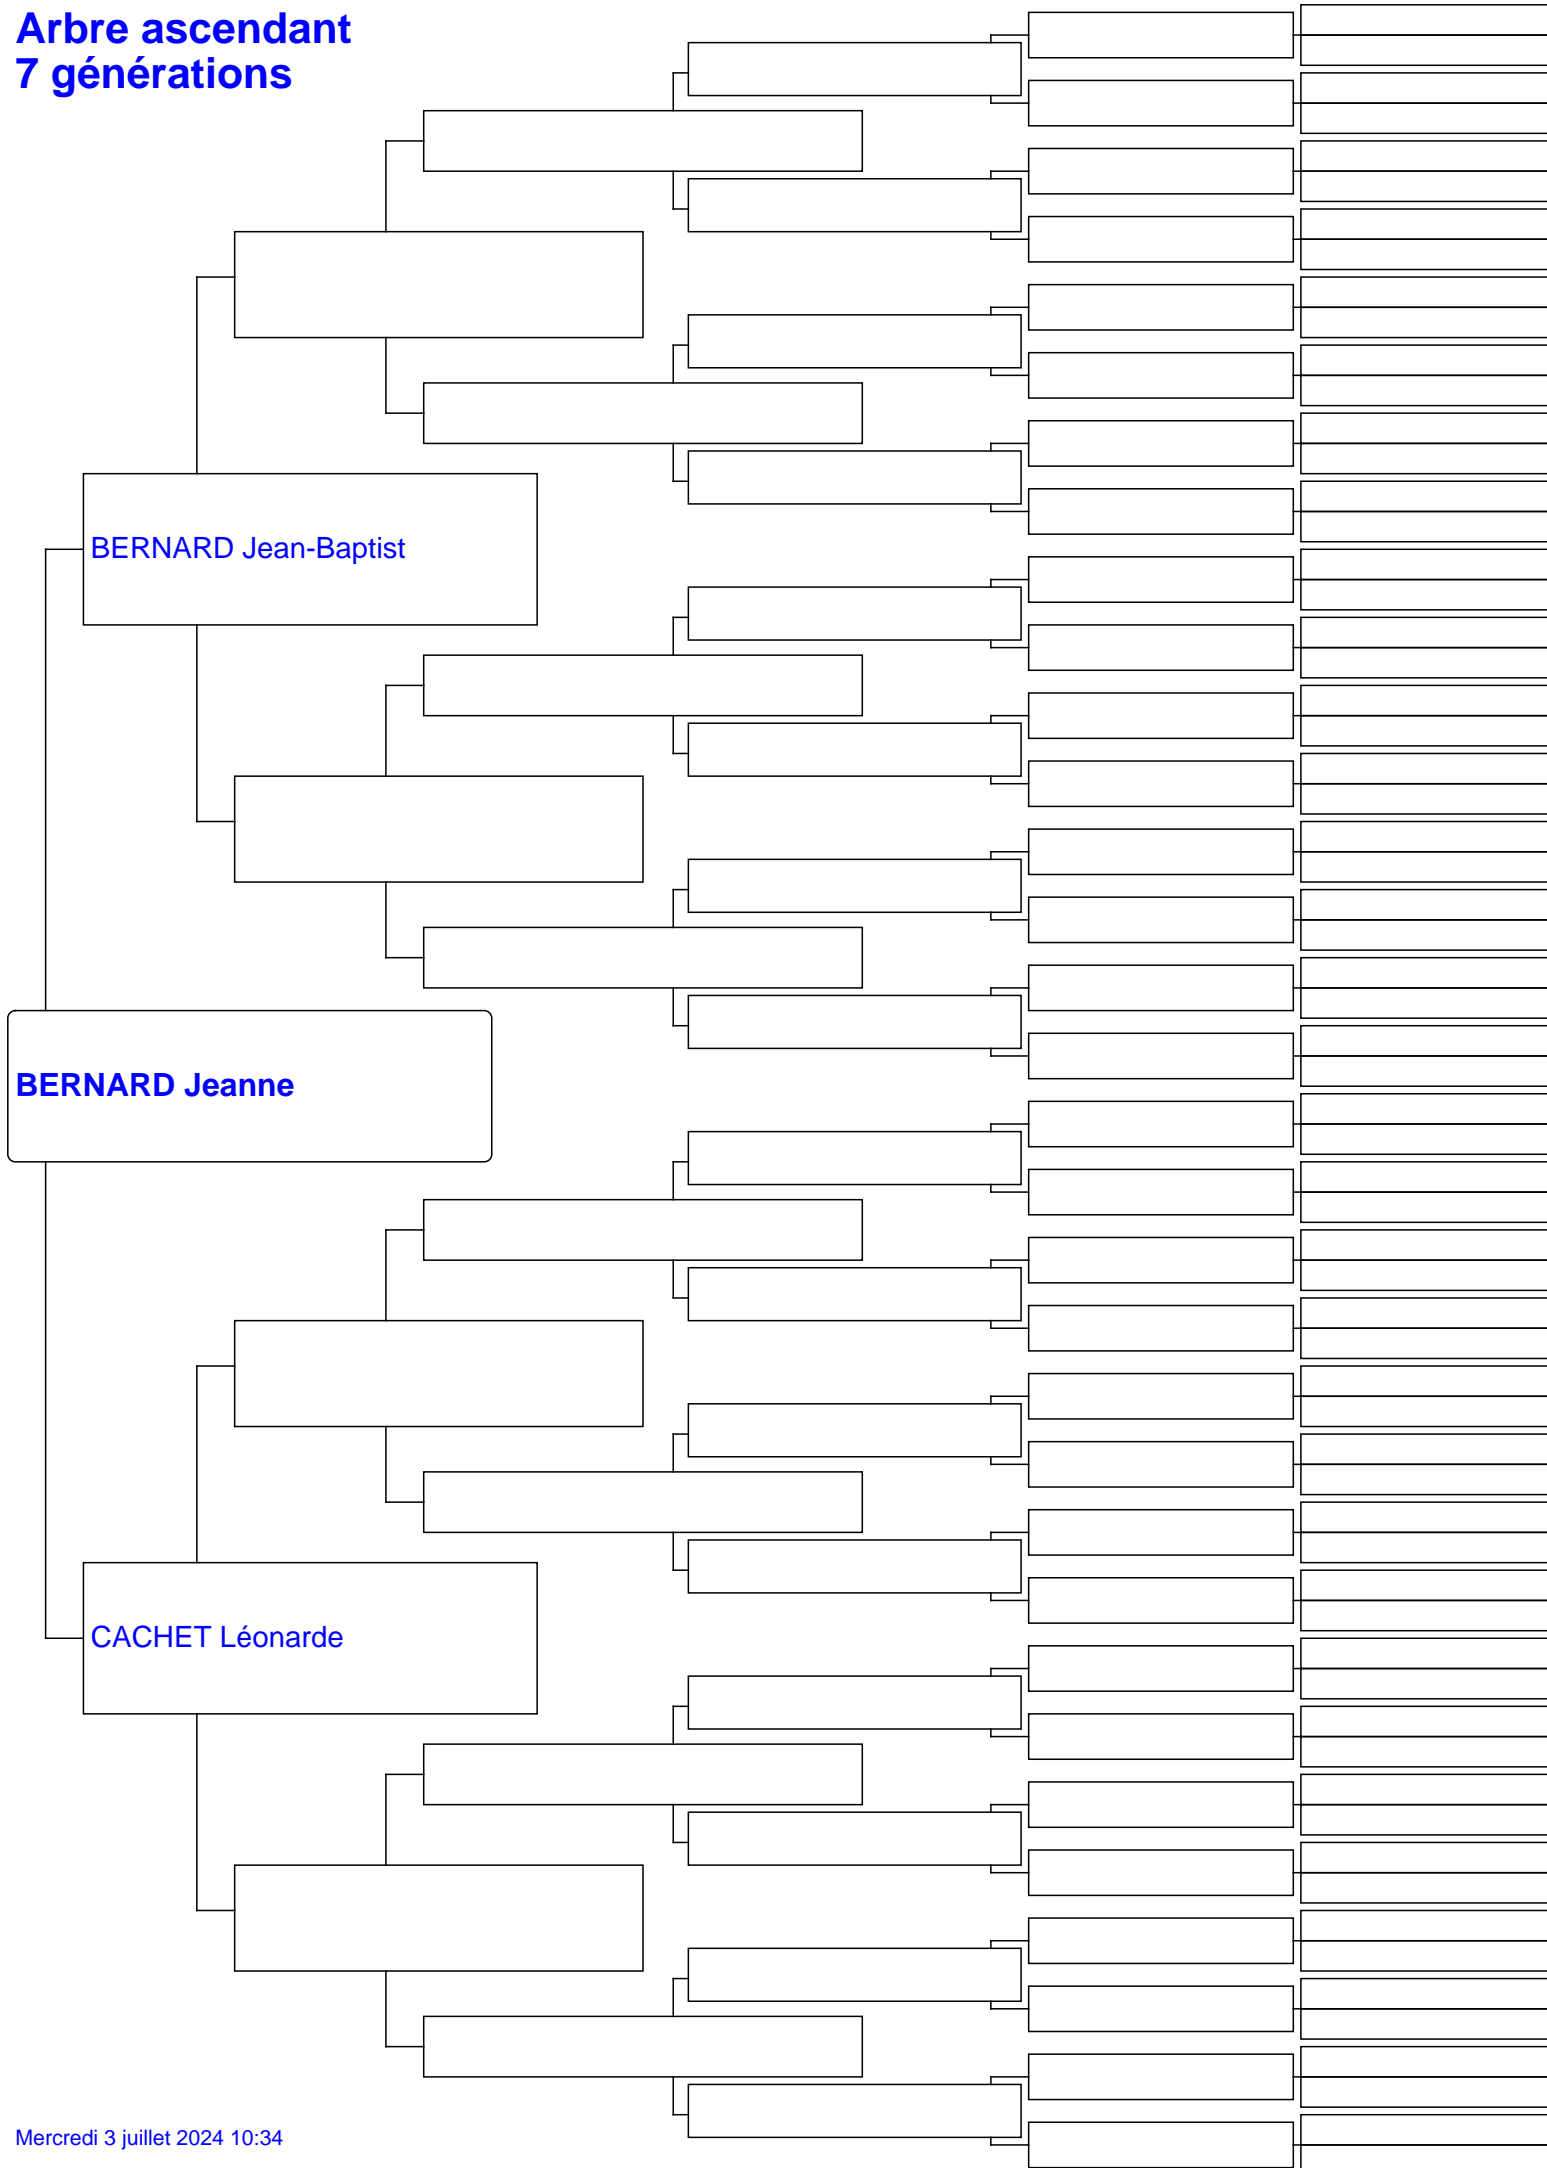 Arbre ascendant
7 générations
BERNARD Jean-Baptist
BERNARD Jeanne
CACHET Léonarde
Mercredi 3 juillet 2024 10:34